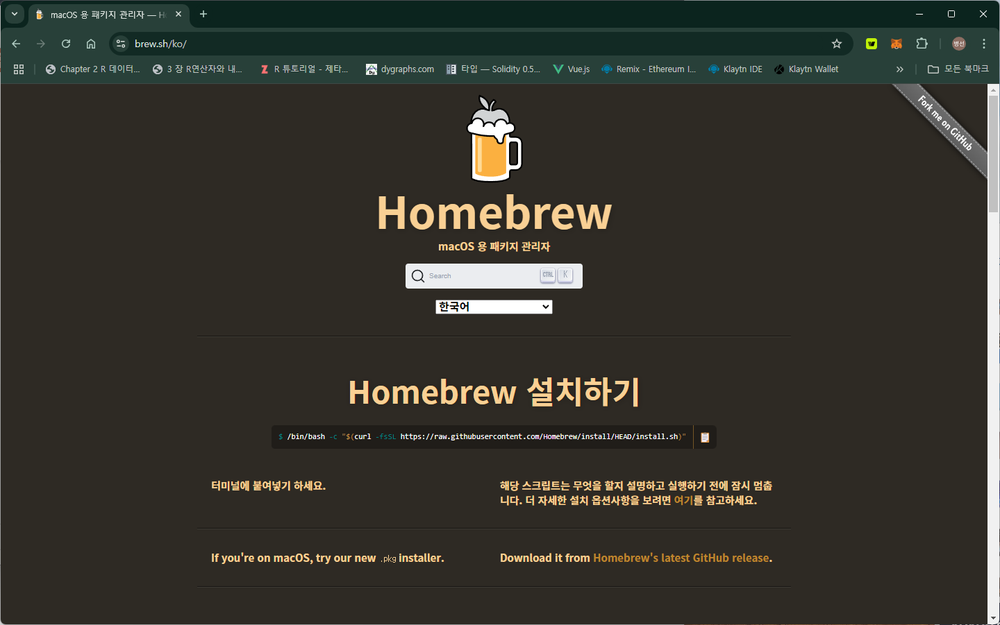 macOS 용 패키지 관리자 — Ho
brew.sh/ko/
병선
Chapter 2 R 데이터...
3 장 R연산자와 내...
R 튜토리얼 - 제타...
dygraphs.com
타입 — Solidity 0.5...
Vue.js
Remix - Ethereum I...
Klaytn IDE
Klaytn Wallet
모든 북마크
Fork me on GitHub
Homebrew
macOS 용 패키지 관리자
Search CTRL K
한국어
Homebrew 설치하기
$ /bin/bash -c "$(curl -fsSL https://raw.githubusercontent.com/Homebrew/install/HEAD/install.sh)"
터미널에 붙여넣기 하세요.
해당 스크립트는 무엇을 할지 설명하고 실행하기 전에 잠시 멈춥
니다. 더 자세한 설치 옵션사항을 보려면 여기를 참고하세요.
If you're on macOS, try our new .pkg installer.
Download it from Homebrew's latest GitHub release.